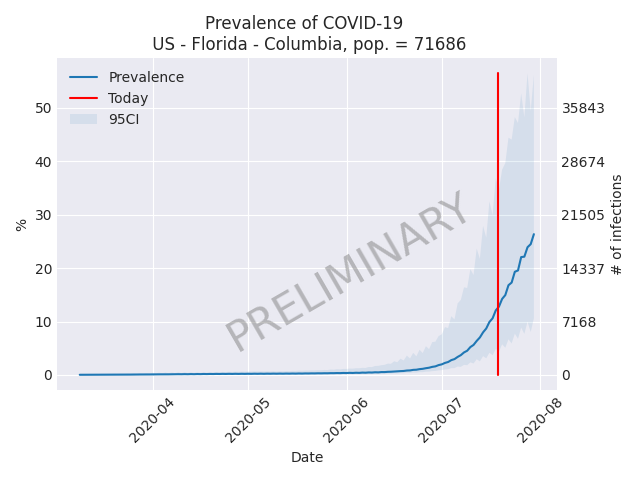 Prevalence of COVID-19
US - Florida - Columbia, pop. = 71686
Prevalence
Today
95CI
50
40
30
20
10
0
%
35843
28674
21505
14337
7168
0
# of infections
PRELIMINARY
2020-04
2020-05
2020-06
2020-07
2020-08
Date